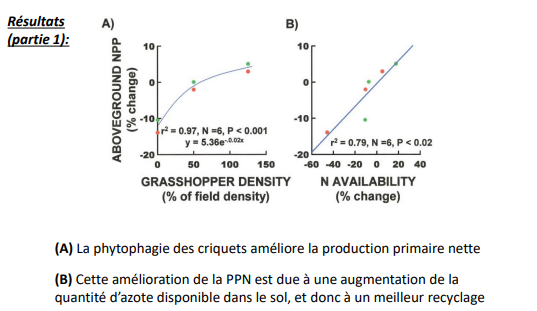 Résultats
(partie 1):
A)
ABOVEGROUND NPP
(% change)
10
0
-10
-20
r² = 0.97, N =6, P < 0.001
y = 5.36e-0.02x
0 50 100 150
GRASSHOPPER DENSITY
(% of field density)
B)
10
0
-10
-20
r² = 0.79, N =6, P < 0.02
-60 -40 -20 0 20 40
N AVAILABILITY
(% change)
(A) La phytophagie des criquets améliore la production primaire nette
(B) Cette amélioration de la PPN est due à une augmentation de la
quantité d'azote disponible dans le sol, et donc à un meilleur recyclage